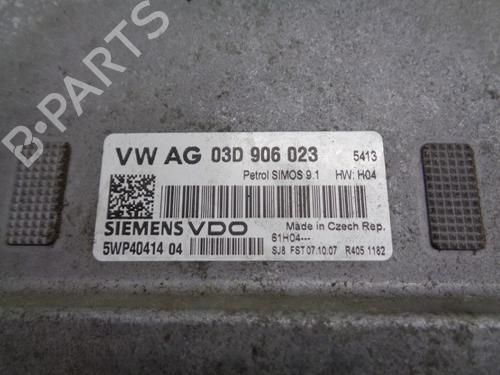 B-PARTS
VW AG 03D 906 023 5413
Petrol SIMOS 9.1 HW: H04
SIEMENS VDO Made in Czech Rep.
5WP40414 04 61H04---
SJ8 FST 07.10.07 R405 1182